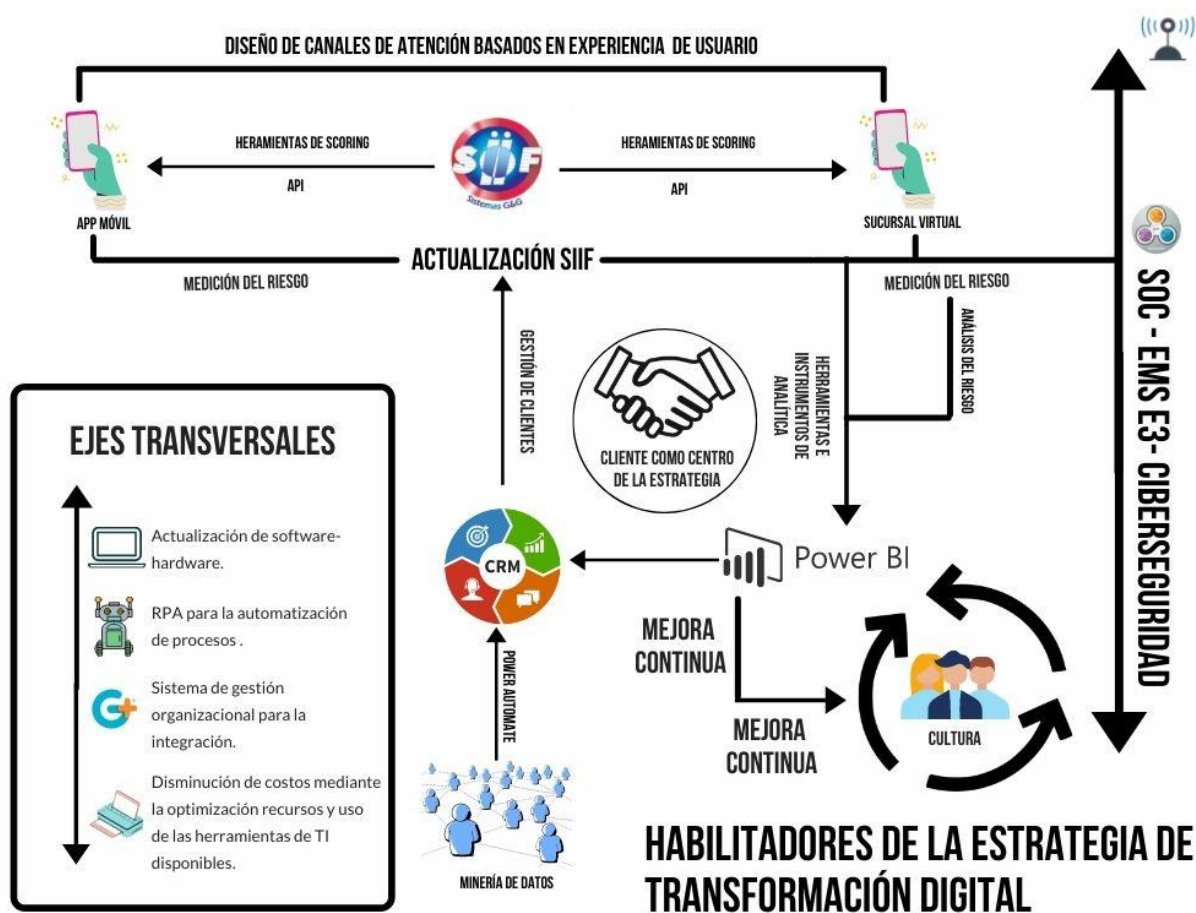 DISEÑO DE CANALES DE ATENCIÓN BASADOS EN EXPERIENCIA DE USUARIO
HERAMIENTAS DE SCORING
API
SIIF
Sistemas G&G
HERAMIENTAS DE SCORING
API
APP MÓVIL
SUCURSAL VIRTUAL
MEDICIÓN DEL RIESGO
ACTUALIZACIÓN SIIF
MEDICIÓN DEL RIESGO
GESTIÓN DE CLIENTES
CLIENTE COMO CENTRO
DE LA ESTRATEGIA
HERRAMIENTAS E
INSTRUMENTOS DE
ANALÍTICA
ANÁLISIS DEL RIESGO
SOC - EMS E3- CIBERSEGURIDAD
EJES TRANSVERSALES
Actualización de software-
hardware.
RPA para la automatización
de procesos .
Sistema de gestión
organizacional para la
integración.
Disminución de costos mediante
la optimización recursos y uso
de las herramientas de TI
disponibles.
CRM
Power BI
POWER AUTOMATE
MINERÍA DE DATOS
MEJORA
CONTINUA
MEJORA
CONTINUA
CULTURA
HABILITADORES DE LA ESTRATEGIA DE
TRANSFORMACIÓN DIGITAL